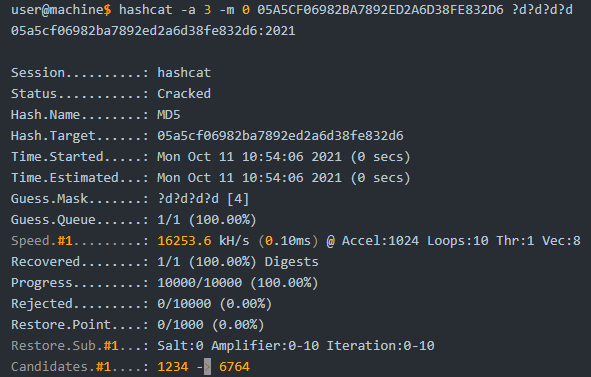 user@machine$ hashcat -a 3 -m 0 05A5CF06982BA7892ED2A6D38FE832D6 ?d?d?d?d
05a5cf06982ba7892ed2a6d38fe832d6:2021
Session..........: hashcat
Status...........: Cracked
Hash.Name........: MD5
Hash.Target......: 05a5cf06982ba7892ed2a6d38fe832d6
Time.Started.....: Mon Oct 11 10:54:06 2021 (0 secs)
Time.Estimated...: Mon Oct 11 10:54:06 2021 (0 secs)
Guess.Mask.......: ?d?d?d?d [4]
Guess.Queue......: 1/1 (100.00%)
Speed.#1.........: 16253.6 kH/s (0.10ms) @ Accel:1024 Loops:10 Thr:1 Vec:8
Recovered........: 1/1 (100.00%) Digests
Progress.........: 10000/10000 (100.00%)
Rejected.........: 0/10000 (0.00%)
Restore.Point....: 0/1000 (0.00%)
Restore.Sub.#1...: Salt:0 Amplifier:0-10 Iteration:0-10
Candidates.#1....: 1234 -> 6764